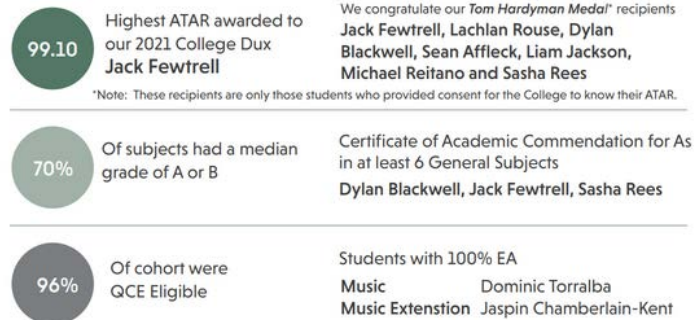 99.10
Highest ATAR awarded to
our 2021 College Dux
Jack Fewtrell
We congratulate our Tom Hardyman Medal* recipients
Jack Fewtrell, Lachlan Rouse, Dylan
Blackwell, Sean Affleck, Liam Jackson,
Michael Reitano and Sasha Rees
*Note: These recipients are only those students who provided consent for the College to know their ATAR.
70%
Of subjects had a median
grade of A or B
Certificate of Academic Commendation for As
in at least 6 General Subjects
Dylan Blackwell, Jack Fewtrell, Sasha Rees
96%
Of cohort were
QCE Eligible
Students with 100% EA
Music Dominic Torralba
Music Extenstion Jaspin Chamberlain-Kent